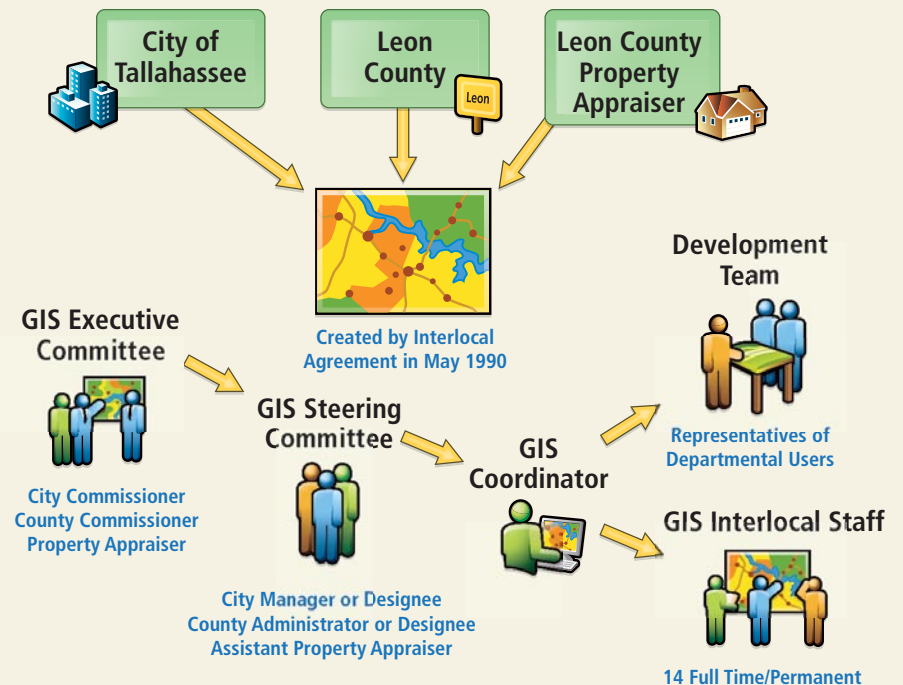 City of
Tallahassee
Leon
County
Leon
Leon County
Property
Appraiser
Created by Interlocal
Agreement in May 1990
GIS Executive
Committee
City Commissioner
County Commissioner
Property Appraiser
GIS Steering
Committee
City Manager or Designee
County Administrator or Designee
Assistant Property Appraiser
GIS
Coordinator
Development
Team
Representatives of
Departmental Users
GIS Interlocal Staff
14 Full Time/Permanent